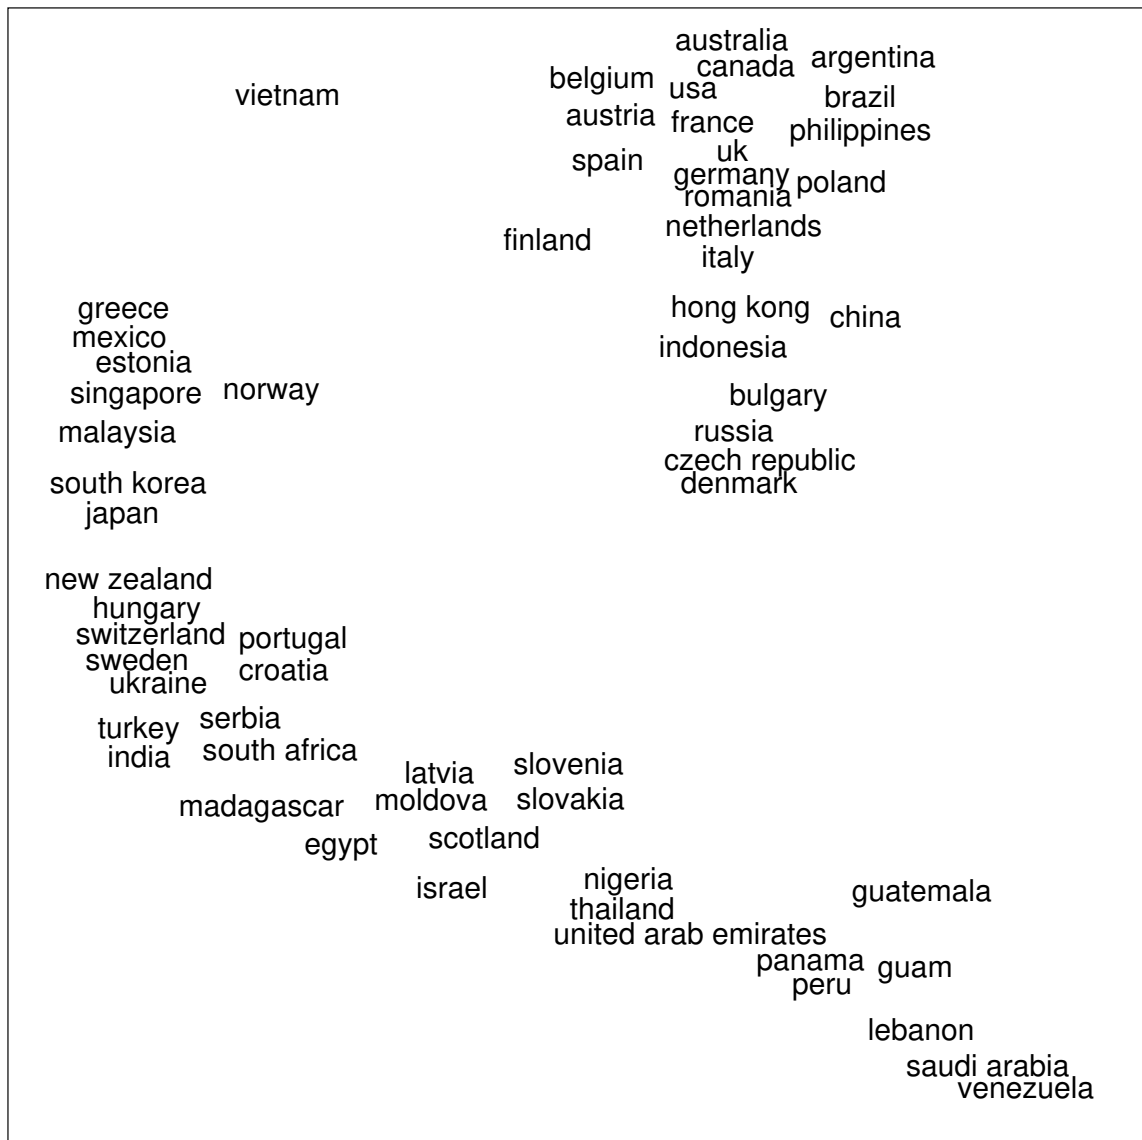 australia
canada
argentina
belgium
usa
vietnam
brazil
austria
france
philippines
uk
spain
germany
poland
romania
netherlands
finland
italy
greece
hong kong
china
mexico
indonesia
estonia
singapore
norway
bulgary
malaysia
russia
czech republic
south korea
denmark
japan
new zealand
hungary
switzerland
portugal
sweden
croatia
ukraine
serbia
turkey
south africa
india
latvia
slovenia
madagascar
moldova
slovakia
egypt
scotland
israel
nigeria
guatemala
thailand
united arab emirates
panama
guam
peru
lebanon
saudi arabia
venezuela